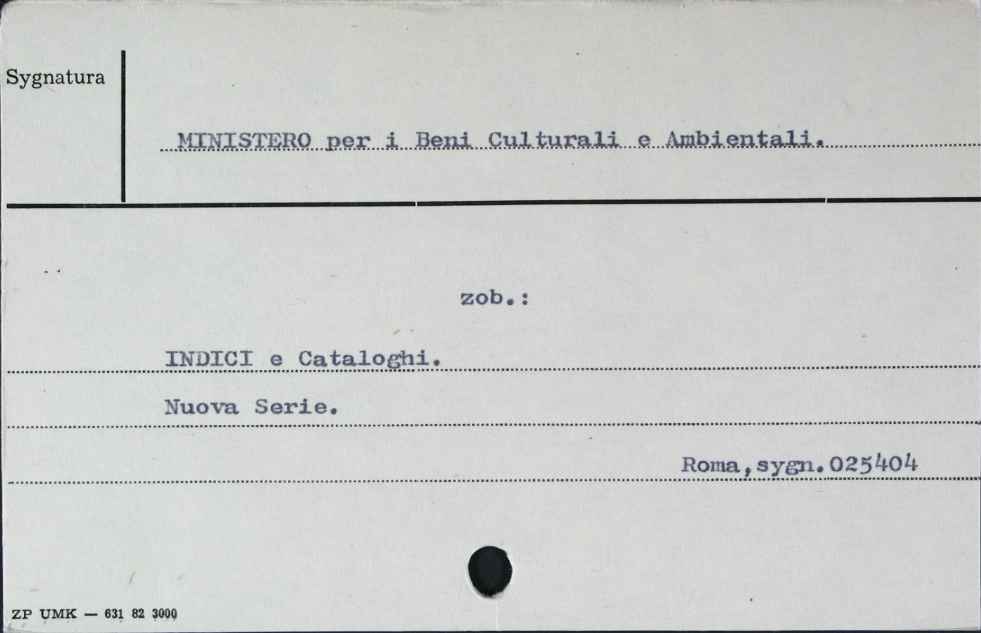 Sygnatura
MINISTERO per i Beni Culturali e Ambientali.
zob.:
INDICI e Cataloghi.
Nuova Serie.
Roma,sygn.025404
ZP UMK — 631 82 3000